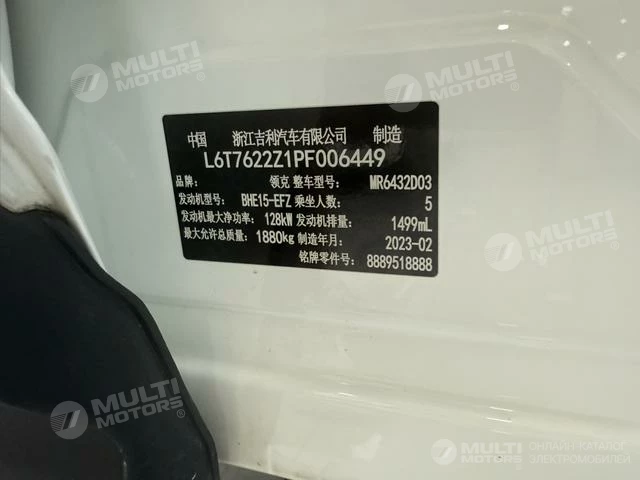 中国 浙江吉利汽车有限公司 制造
L6T7622Z1PF006449
品牌: 领克 整车型号: MR6432D03
发动机型号: BHE15-EFZ 乘坐人数: 5
发动机最大净功率: 128kW 发动机排量: 1499mL
最大允许总质量: 1880kg 制造年月: 2023-02
铭牌零件号: 8889518888
MULTI MOTORS®
MULTI MOTORS®
MULTI MOTORS®
MULTI MOTORS®
MULTI MOTORS®
MULTI MOTORS®
ОНЛАЙН-КАТАЛОГ
ЭЛЕКТРОМОБИЛЕЙ